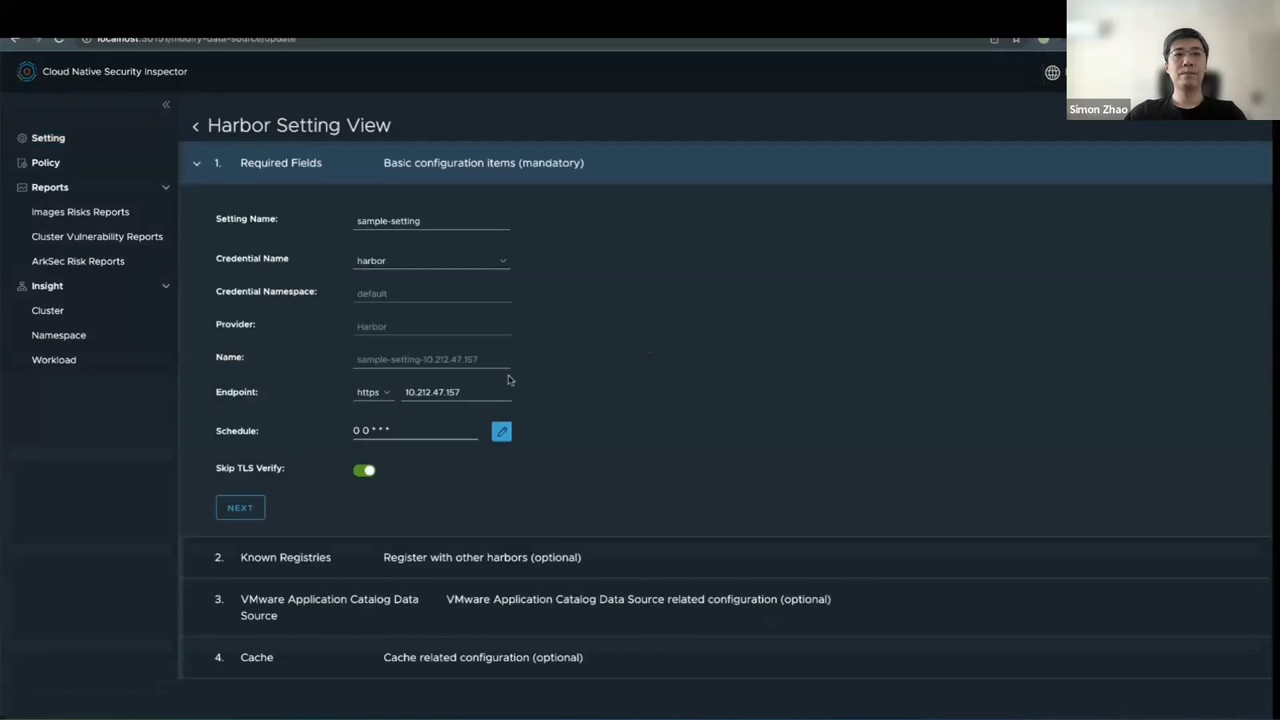 Cloud Native Security Inspector
Simon Zhao
Setting
Policy
Reports
Images Risks Reports
Cluster Vulnerability Reports
ArkSec Risk Reports
Insight
Cluster
Namespace
Workload
Harbor Setting View
1. Required Fields Basic configuration items (mandatory)
Setting Name: sample-setting
Credential Name harbor
Credential Namespace: default
Provider: Harbor
Name: sample-setting-10.212.47.157
Endpoint: https 10.212.47.157
Schedule: 0 0 * * *
Skip TLS Verify:
NEXT
2. Known Registries Register with other harbors (optional)
3. VMware Application Catalog Data Source VMware Application Catalog Data Source related configuration (optional)
4. Cache Cache related configuration (optional)